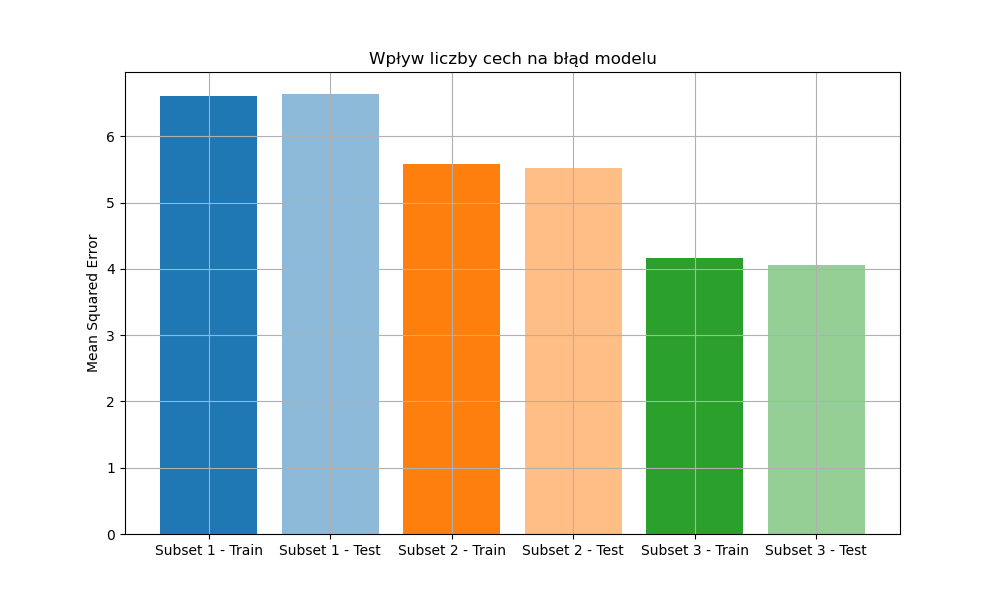 Wpływ liczby cech na błąd modelu
Mean Squared Error
6
5
4
3
2
1
0
Subset 1 - Train
Subset 1 - Test
Subset 2 - Train
Subset 2 - Test
Subset 3 - Train
Subset 3 - Test